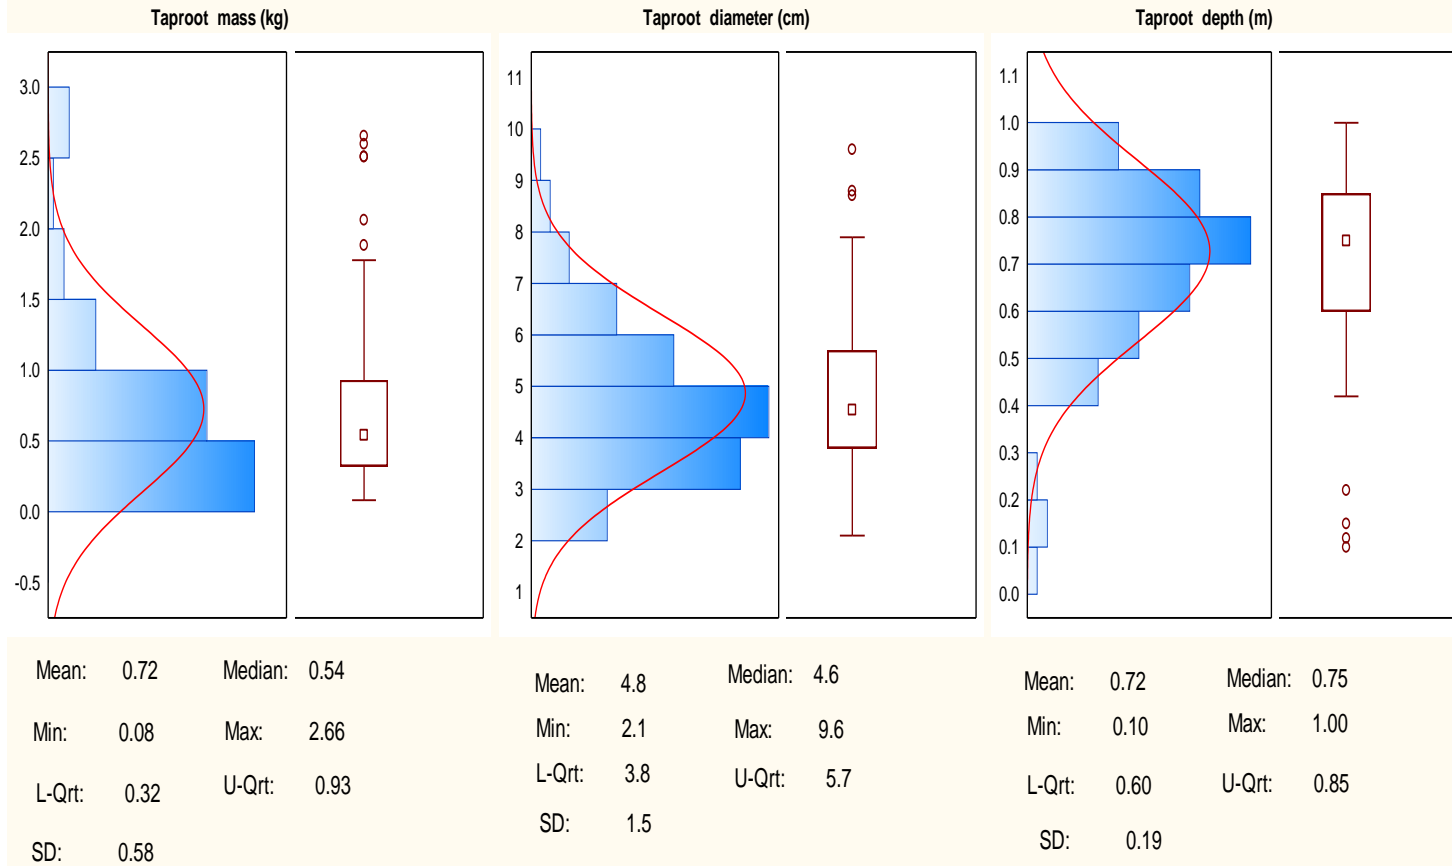 Taproot mass (kg)
3.0
2.5
2.0
1.5
1.0
0.5
0.0
-0.5
Mean: 0.72 Median: 0.54
Min: 0.08 Max: 2.66
L-Qrt: 0.32 U-Qrt: 0.93
SD: 0.58
Taproot diameter (cm)
11
10
9
8
7
6
5
4
3
2
1
Mean: 4.8 Median: 4.6
Min: 2.1 Max: 9.6
L-Qrt: 3.8 U-Qrt: 5.7
SD: 1.5
Taproot depth (m)
1.1
1.0
0.9
0.8
0.7
0.6
0.5
0.4
0.3
0.2
0.1
0.0
Mean: 0.72 Median: 0.75
Min: 0.10 Max: 1.00
L-Qrt: 0.60 U-Qrt: 0.85
SD: 0.19